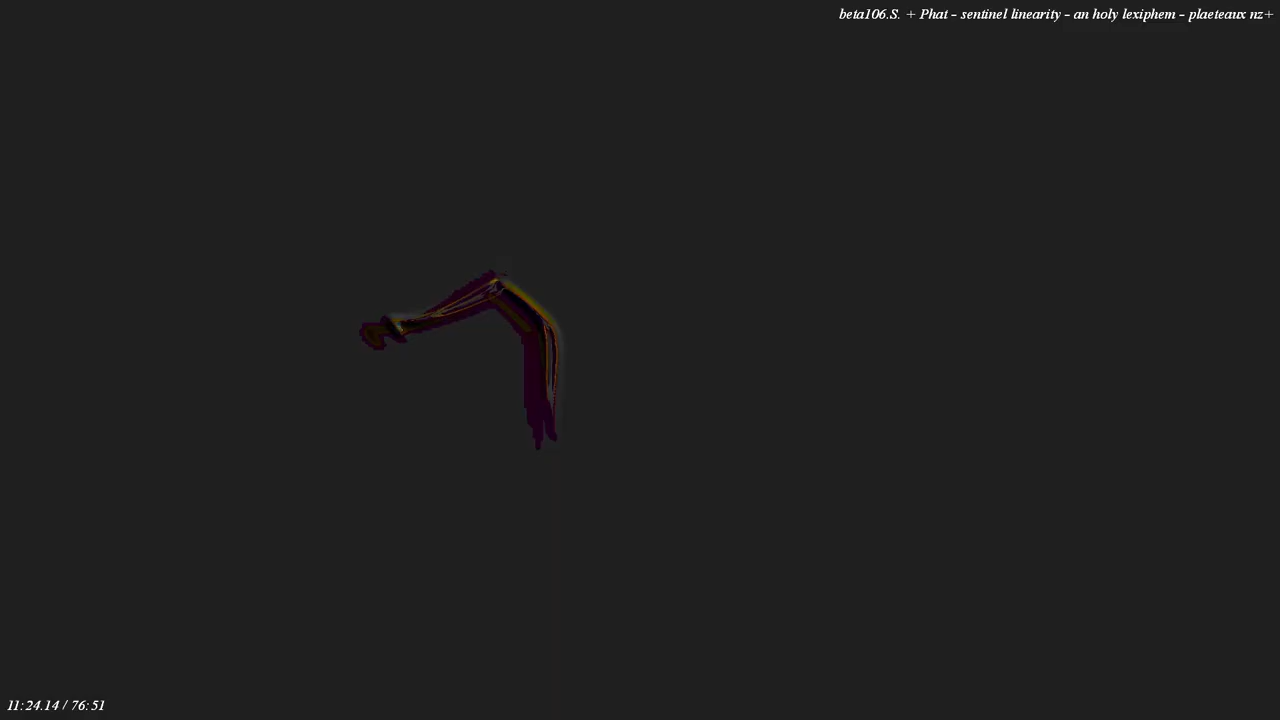 beta106.S. + Phat - sentinel linearity - an holy lexiphem - plaeteaux nz+
11:24.14 / 76:51